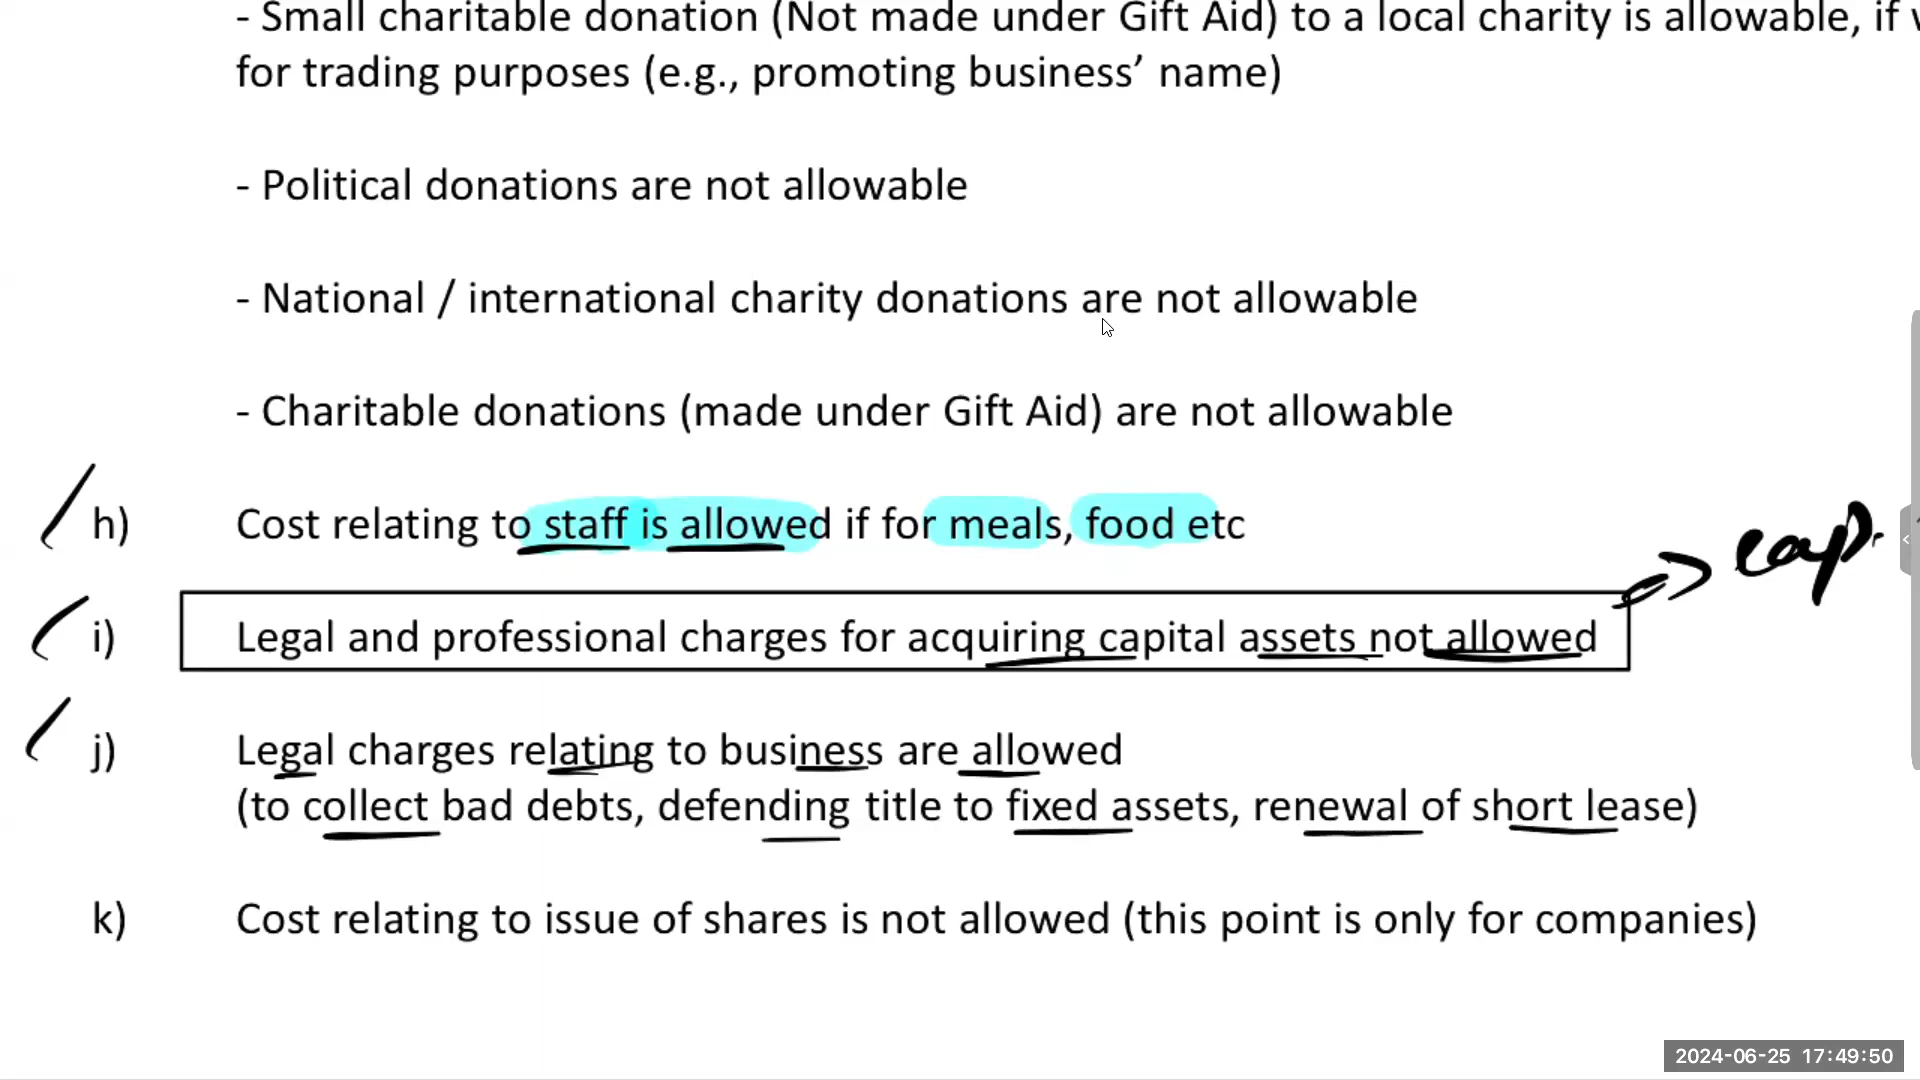 - Small charitable donation (Not made under Gift Aid) to a local charity is allowable, if
for trading purposes (e.g., promoting business’ name)
- Political donations are not allowable
- National / international charity donations are not allowable
- Charitable donations (made under Gift Aid) are not allowable
h) Cost relating to staff is allowed if for meals, food etc
i) Legal and professional charges for acquiring capital assets not allowed
cap.
j) Legal charges relating to business are allowed
(to collect bad debts, defending title to fixed assets, renewal of short lease)
k) Cost relating to issue of shares is not allowed (this point is only for companies)
2024-06-25 17:49:50